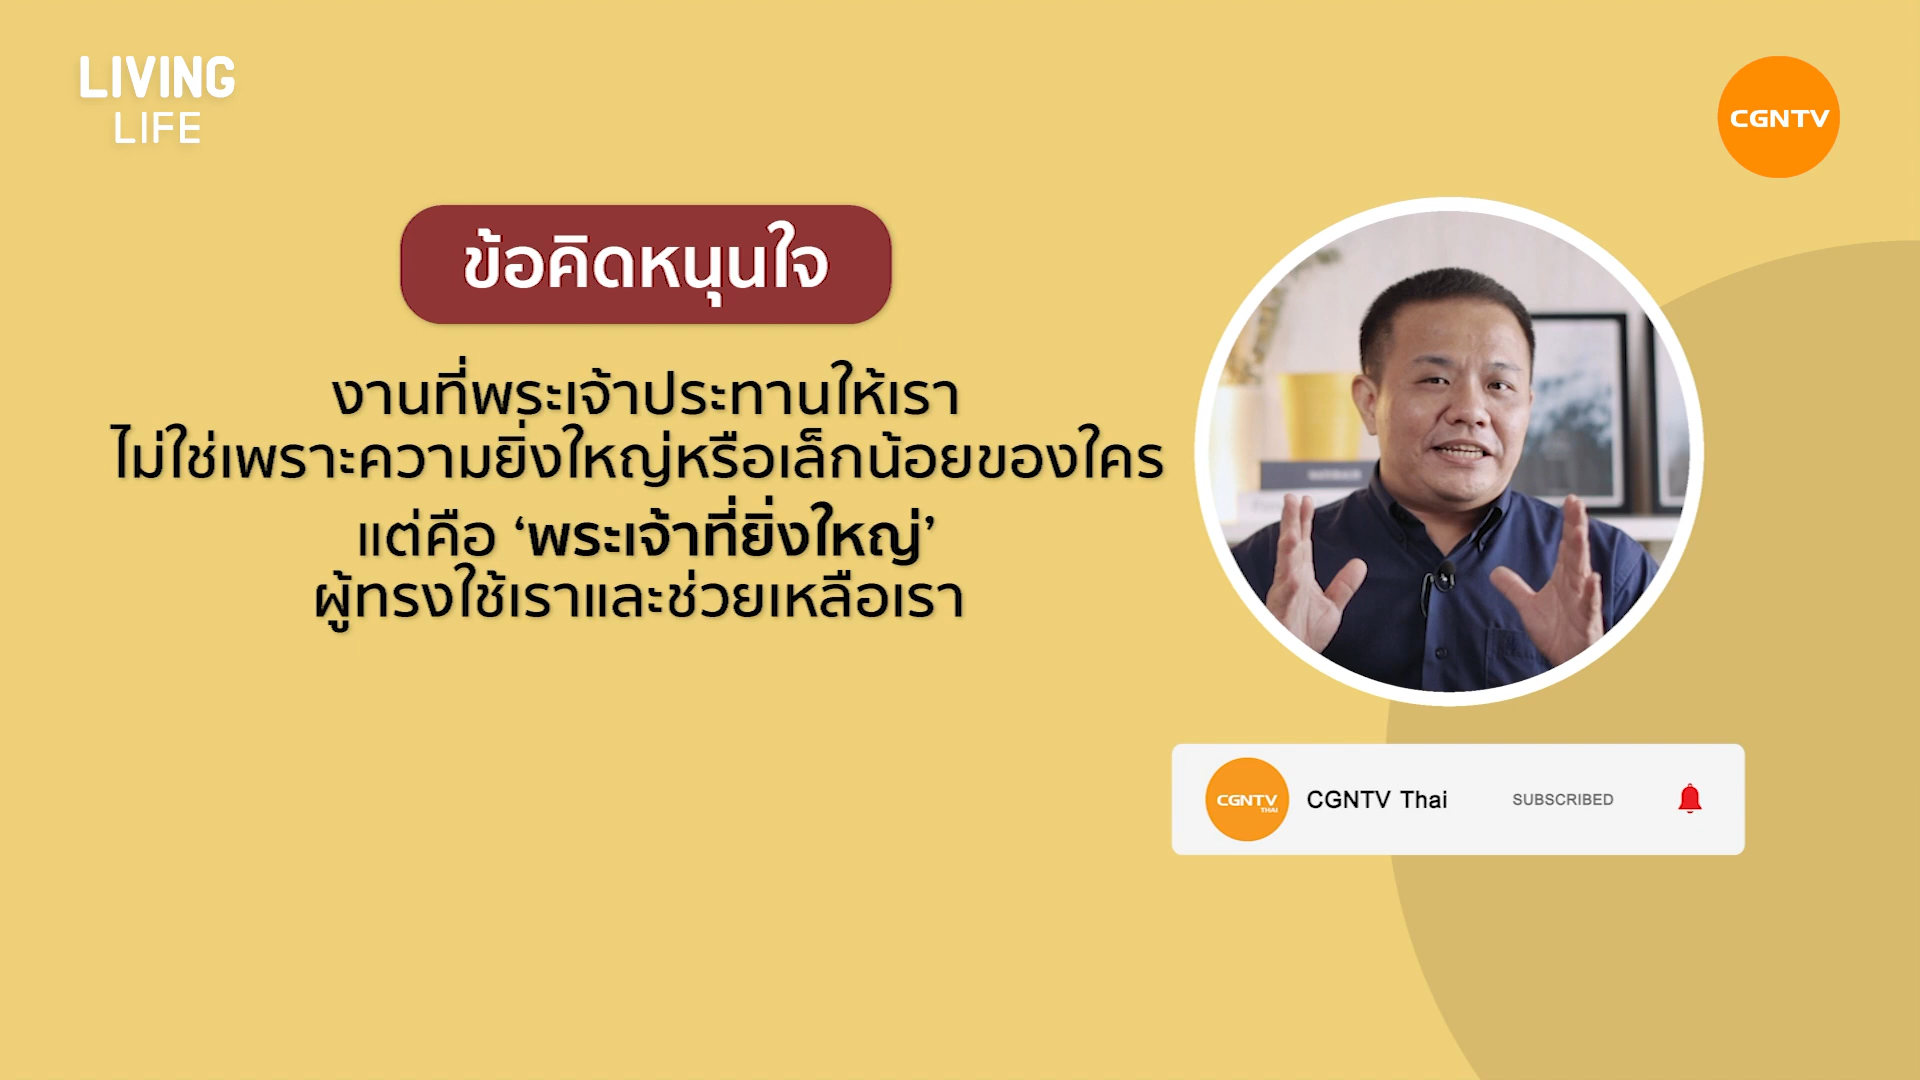 LIVING
LIFE
CGNTV
ข้อคิดหนุนใจ
งานที่พระเจ้าประทานให้เรา
ไม่ใช่เพราะความยิ่งใหญ่หรือเล็กน้อยของใคร
แต่คือ ‘พระเจ้าที่ยิ่งใหญ่’
ผู้ทรงใช้เราและช่วยเหลือเรา
CGNTV
THAI
CGNTV Thai
SUBSCRIBED